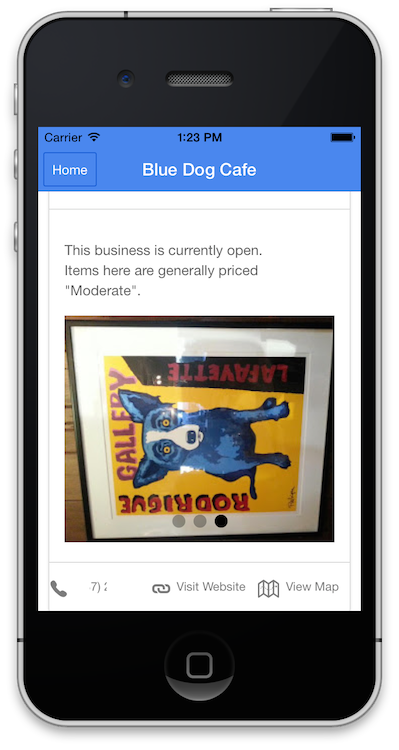 Carrier 1:23 PM
Home Blue Dog Cafe
This business is currently open.
Items here are generally priced
"Moderate".
LAFAYETTE
GALLERY
RODRIGUE
7) Visit Website View Map